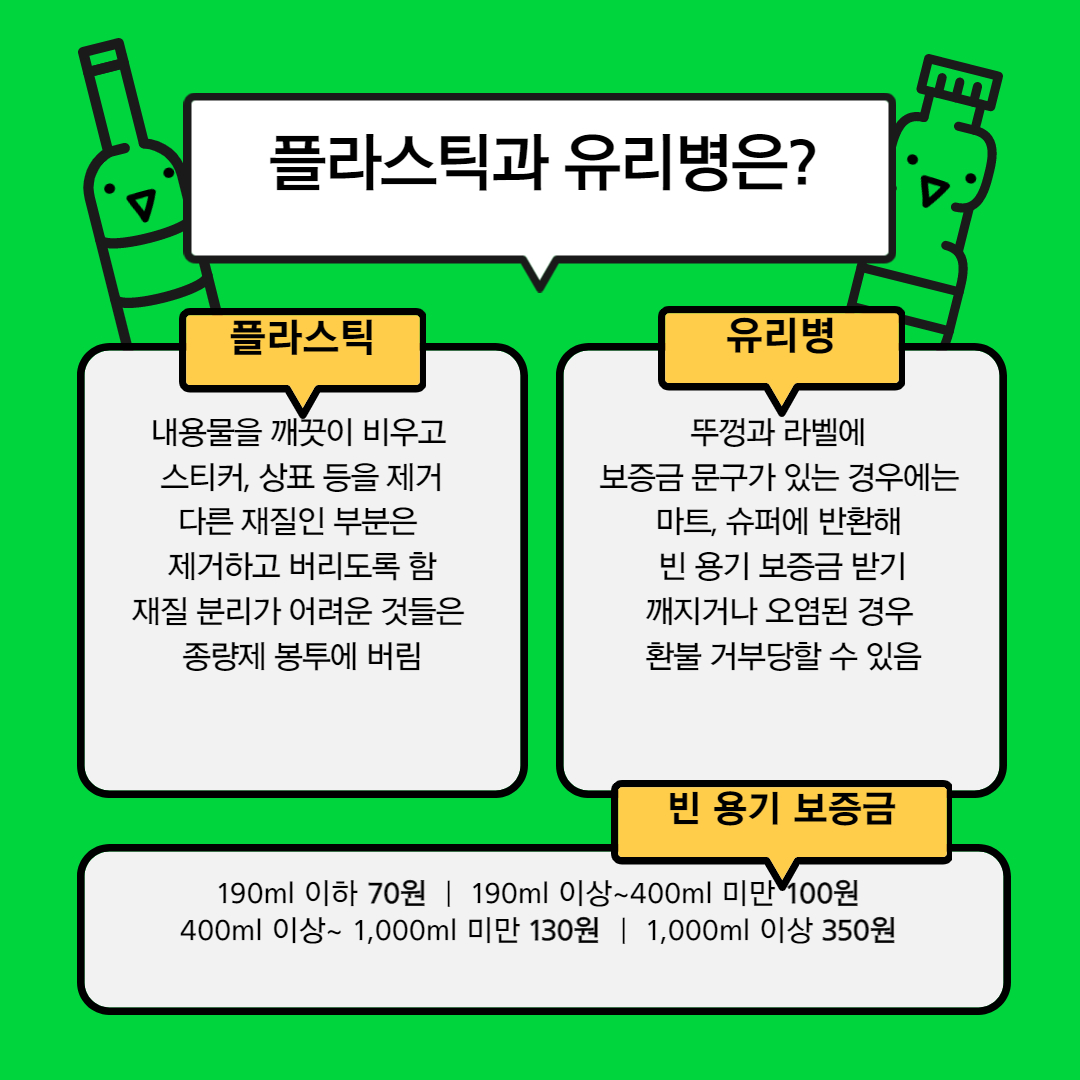 플라스틱과 유리병은?
플라스틱
내용물을 깨끗이 비우고
스티커, 상표 등을 제거
다른 재질인 부분은
제거하고 버리도록 함
재질 분리가 어려운 것들은
종량제 봉투에 버림
유리병
뚜껑과 라벨에
보증금 문구가 있는 경우에는
마트, 슈퍼에 반환해
빈 용기 보증금 받기
깨지거나 오염된 경우
환불 거부당할 수 있음
빈 용기 보증금
190ml 이하 70원 | 190ml 이상~400ml 미만 100원
400ml 이상~ 1,000ml 미만 130원 | 1,000ml 이상 350원